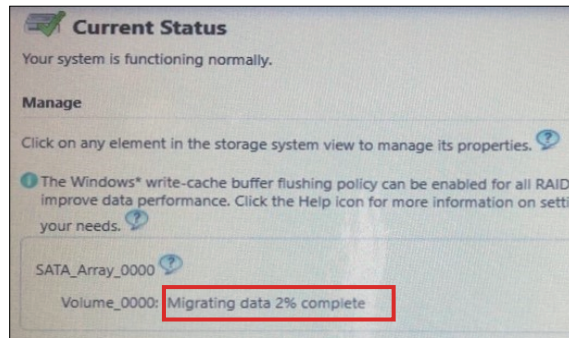 Current Status
Your system is functioning normally.
Manage
Click on any element in the storage system view to manage its properties.
The Windows* write-cache buffer flushing policy can be enabled for all RAID
improve data performance. Click the Help icon for more information on
your needs.
SATA_Array_0000
Volume_0000: Migrating data 2% complete